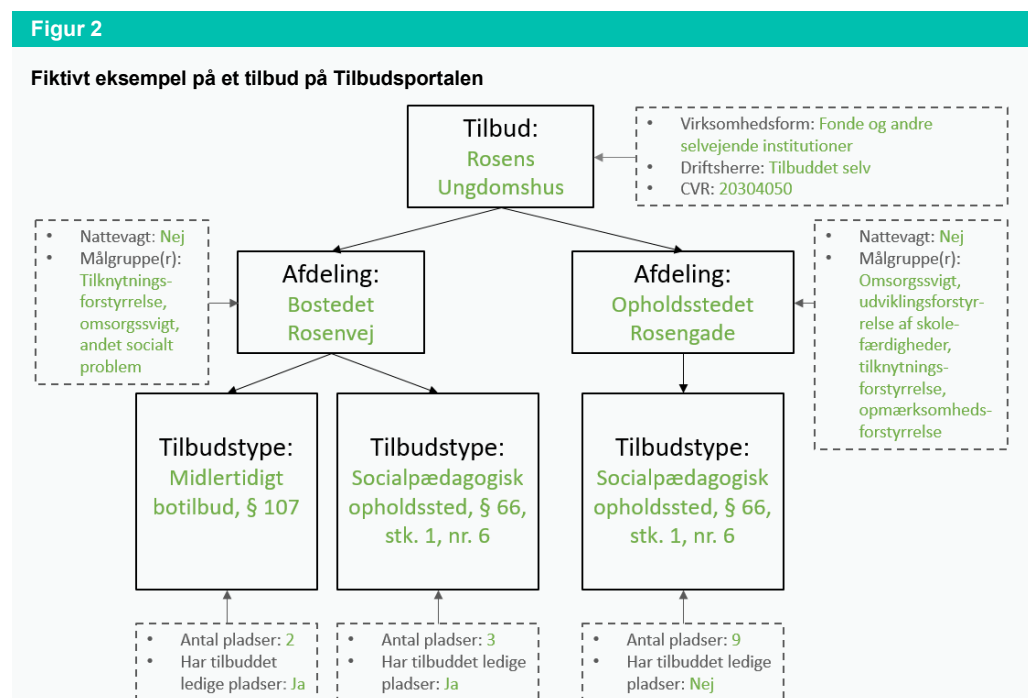 Figur 2
Fiktivt eksempel på et tilbud på Tilbudsportalen
Tilbud:
Rosens
Ungdomshus
• Virksomhedsform: Fonde og andre
selvejende institutioner
• Driftsherre: Tilbuddet selv
• CVR: 20304050
• Nattevagt: Nej
• Målgruppe(r):
Tilknytnings-
forstyrrelse,
omsorgssvigt,
andet socialt
problem
Afdeling:
Bostedet
Rosenvej
Afdeling:
Opholdsstedet
Rosengade
• Nattevagt: Nej
• Målgruppe(r):
Omsorgssvigt,
udviklingsforstyr-
relse af skole-
færdigheder,
tilknytnings-
forstyrrelse,
opmærksomheds-
forstyrrelse
Tilbudstype:
Midlertidigt
botilbud, § 107
Tilbudstype:
Socialpædagogisk
opholdssted, § 66,
stk. 1, nr. 6
Tilbudstype:
Socialpædagogisk
opholdssted, § 66,
stk. 1, nr. 6
• Antal pladser: 2
• Har tilbuddet
ledige pladser: Ja
• Antal pladser: 3
• Har tilbuddet ledige
pladser: Ja
• Antal pladser: 9
• Har tilbuddet ledige
pladser: Nej